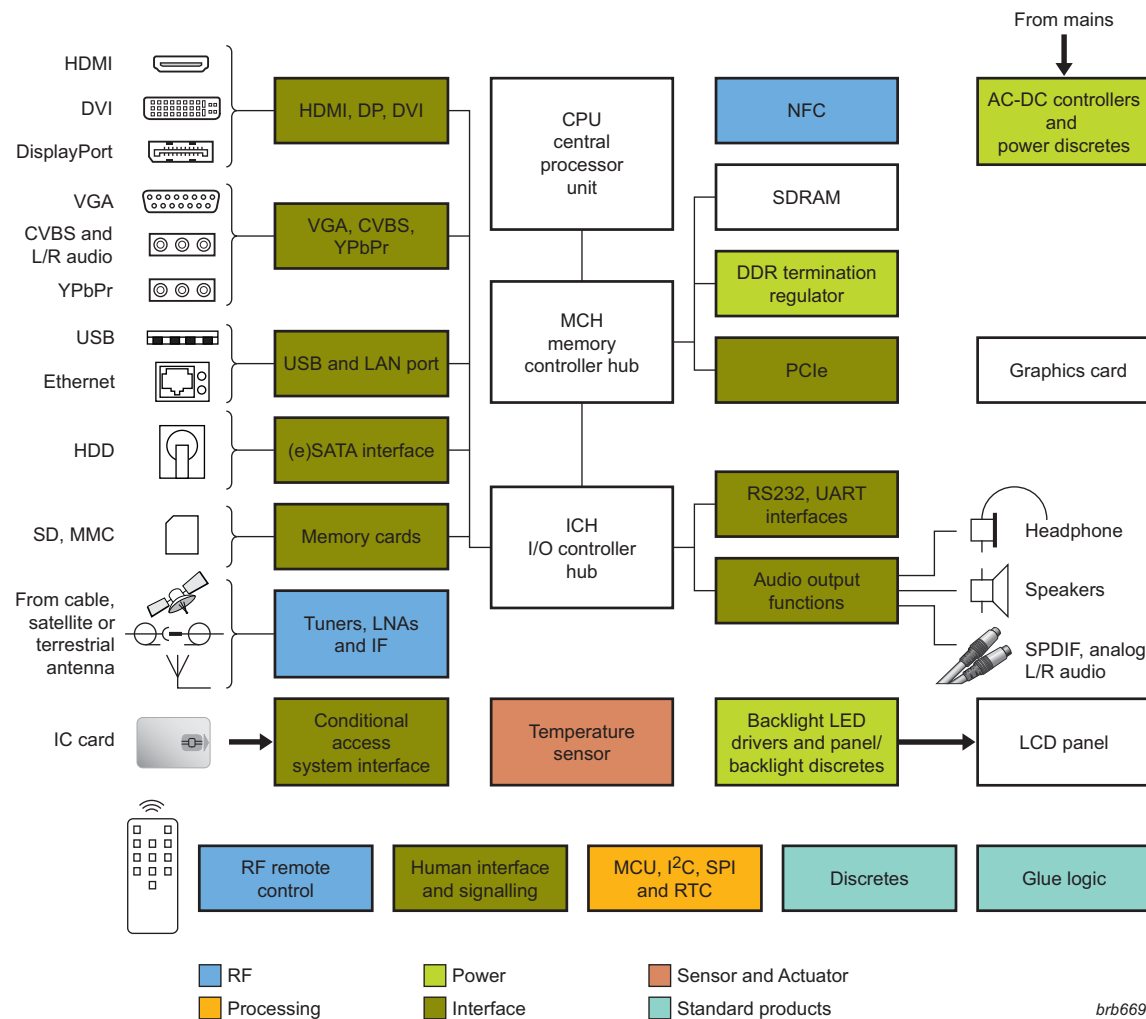 From mains
HDMI
DVI
DisplayPort
HDMI, DP, DVI
CPU
central
processor
unit
NFC
AC-DC controllers
and
power discretes
VGA
CVBS and
L/R audio
YPbPr
VGA, CVBS,
YPbPr
SDRAM
DDR termination
regulator
USB
Ethernet
USB and LAN port
MCH
memory
controller hub
PCIe
Graphics card
HDD
(e)SATA interface
SD, MMC
Memory cards
ICH
I/O controller
hub
RS232, UART
interfaces
Audio output
functions
Headphone
Speakers
SPDIF, analog
L/R audio
From cable,
satellite or
terrestrial
antenna
Tuners, LNAs
and IF
IC card
Conditional
access
system interface
Temperature
sensor
Backlight LED
drivers and panel/
backlight discretes
LCD panel
RF remote
control
Human interface
and signalling
MCU, I²C, SPI
and RTC
Discretes
Glue logic
RF
Power
Sensor and Actuator
Processing
Interface
Standard products
brb669